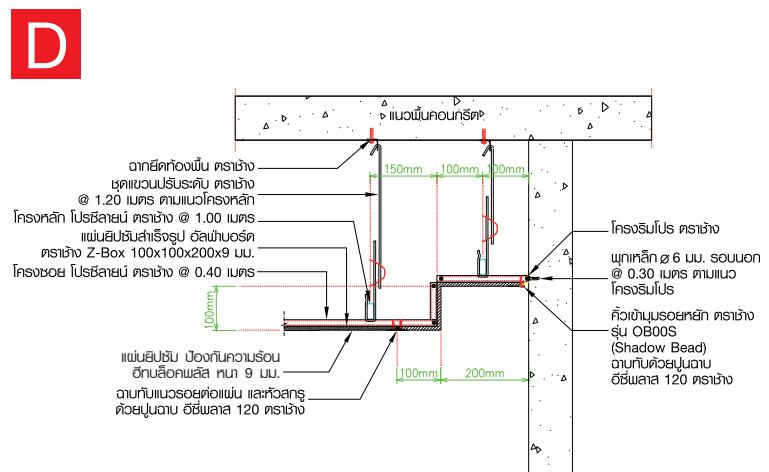 D
แนวพื้นคอนกรีต
ฉากยึดท้องพื้น ตราช้าง
ชุดแขวนปรับระดับ ตราช้าง
@ 1.20 เมตร ตามแนวโครงหลัก
โครงหลัก โปรซีลายน์ ตราช้าง @ 1.00 เมตร
แผ่นยิปซัมสำเร็จรูป อัลฟ่าบอร์ด
ตราช้าง Z-Box 100x100x200x9 มม.
โครงซอย โปรซีลายน์ ตราช้าง @ 0.40 เมตร
150mm
100mm
100mm
100mm
แผ่นยิปซัม ป้องกันความร้อน
ฮีทบล็อคพลัส หนา 9 มม.
ฉาบทับแนวรอยต่อแผ่น และหัวสกรู
ด้วยปูนฉาบ อีซี่พลาส 120 ตราช้าง
100mm
200mm
โครงริมโปร ตราช้าง
พุกเหล็ก ø 6 มม. รอบนอก
@ 0.30 เมตร ตามแนว
โครงริมโปร
คิ้วเข้ามุมรอยหยัก ตราช้าง
รุ่น OB00S
(Shadow Bead)
ฉาบทับด้วยปูนฉาบ
อีซี่พลาส 120 ตราช้าง